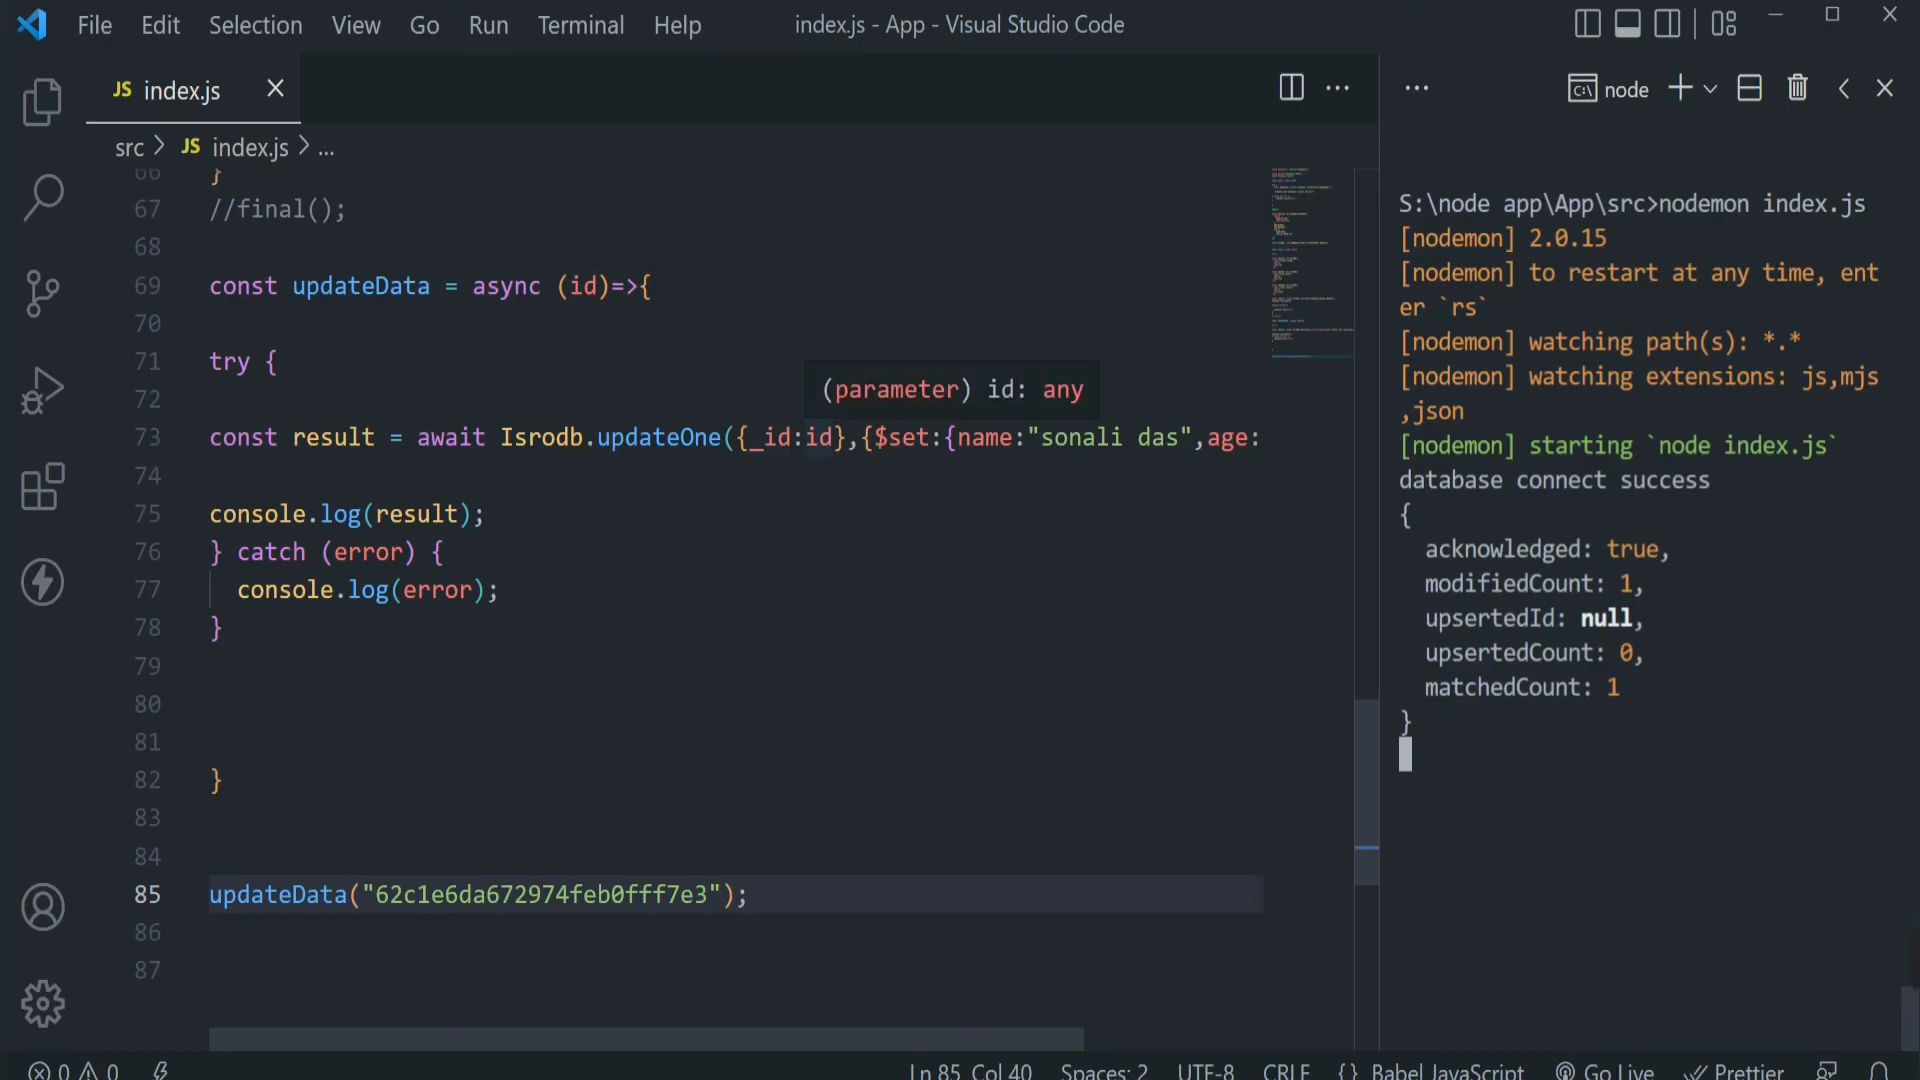 File Edit Selection View Go Run Terminal Help
index.js - App - Visual Studio Code
JS index.js
src > JS index.js > ...
66 }
67 //final();
68
69 const updateData = async (id)=>{
70
71 try {
72
(parameter) id: any
73 const result = await Isrodb.updateOne({_id:id},{$set:{name:"sonali das",age:
74
75 console.log(result);
76 } catch (error) {
77 console.log(error);
78 }
79
80
81
82 }
83
84
85 updateData("62c1e6da672974feb0fff7e3");
86
87
node
S:\node app\App\src>nodemon index.js
[nodemon] 2.0.15
[nodemon] to restart at any time, ent
er `rs`
[nodemon] watching path(s): *.*
[nodemon] watching extensions: js,mjs
,json
[nodemon] starting `node index.js`
database connect success
{
acknowledged: true,
modifiedCount: 1,
upsertedId: null,
upsertedCount: 0,
matchedCount: 1
}
0 0 Ln 85, Col 40 Spaces: 2 UTF-8 CRLF {} Babel JavaScript Go Live Prettier